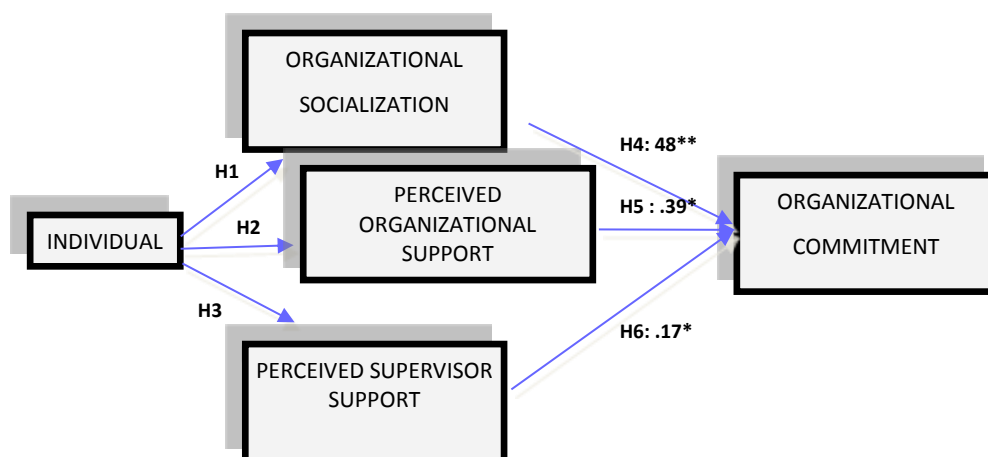 ORGANIZATIONAL
SOCIALIZATION
H4: 48**
H1
PERCEIVED
ORGANIZATIONAL
SUPPORT
H5 : .39*
ORGANIZATIONAL
COMMITMENT
INDIVIDUAL
H2
H3
H6: .17*
PERCEIVED SUPERVISOR
SUPPORT